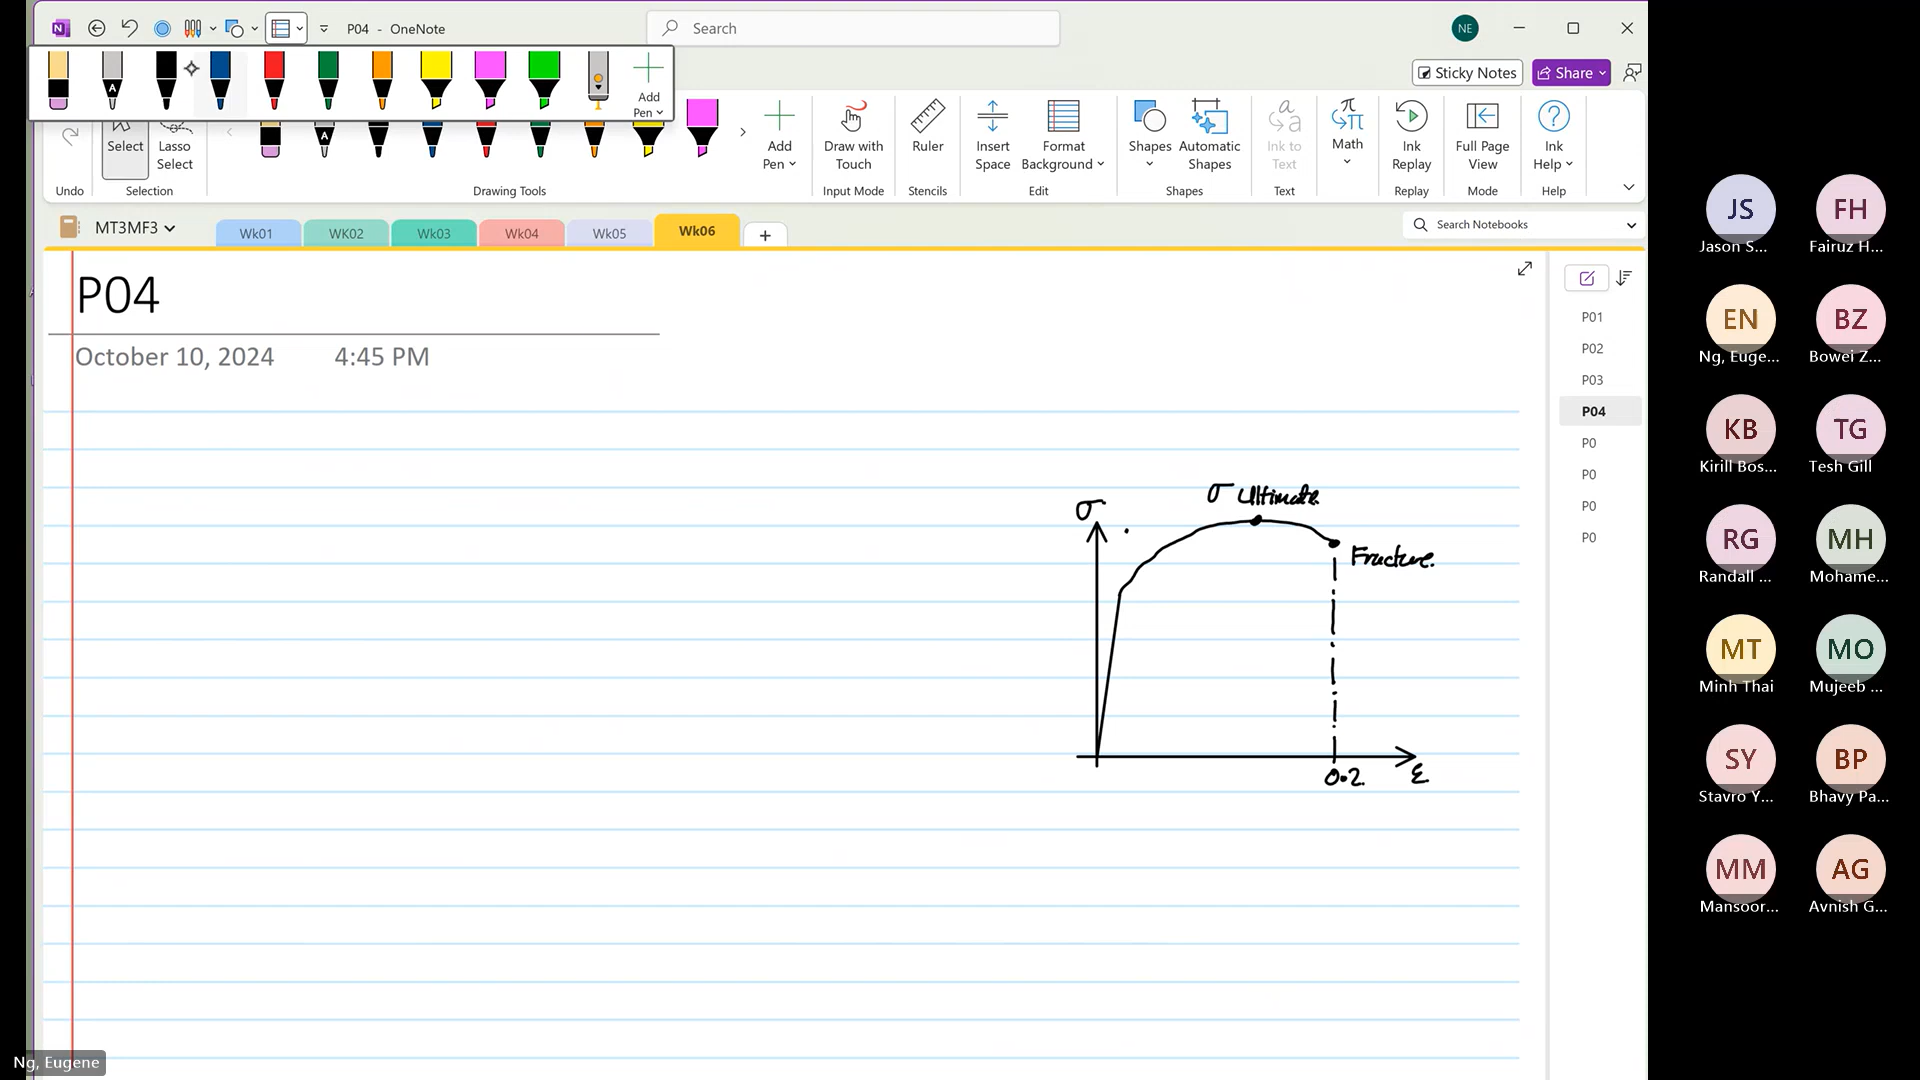 P04 - OneNote
Search
NE
Add
Pen
Sticky Notes
Share
Select
Lasso
Select
A
A
Add
Pen
Draw with
Touch
Ruler
Insert
Space
Format
Background
Shapes
Automatic
Shapes
Ink to
Text
Math
Ink
Replay
Full Page
View
Ink
Help
Undo
Selection
Drawing Tools
Input Mode
Stencils
Edit
Shapes
Text
Replay
Mode
Help
MT3MF3
Wk01
WK02
Wk03
Wk04
Wk05
Wk06
Search Notebooks
P04
October 10, 2024 4:45 PM
σ
σ Ultimate.
Fracture.
0.2
ε
P01
P02
P03
P04
P0
P0
P0
P0
JS
Jason S...
FH
Fairuz H...
EN
Ng, Euge...
BZ
Bowei Z...
KB
Kirill Bos...
TG
Tesh Gill
RG
Randall ...
MH
Mohame...
MT
Minh Thai
MO
Mujeeb ...
SY
Stavro Y...
BP
Bhavy Pa...
MM
Mansoor...
AG
Avnish G...
Ng, Eugene